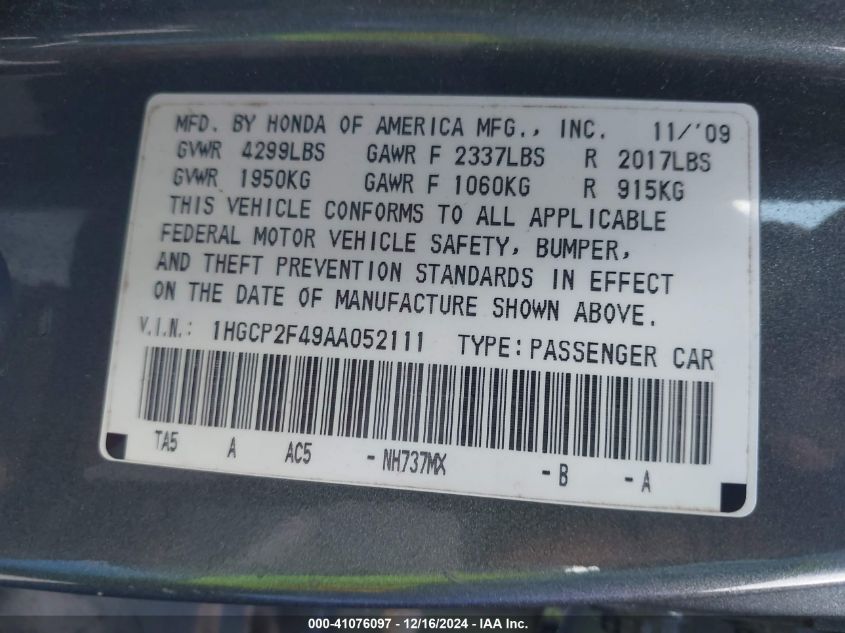 MFD. BY HONDA OF AMERICA MFG., INC. 11/'09
GVWR 4299LBS GAWR F 2337LBS R 2017LBS
GVWR 1950KG GAWR F 1060KG R 915KG
THIS VEHICLE CONFORMS TO ALL APPLICABLE
FEDERAL MOTOR VEHICLE SAFETY, BUMPER,
AND THEFT PREVENTION STANDARDS IN EFFECT
ON THE DATE OF MANUFACTURE SHOWN ABOVE.
V.I.N.: 1HGCP2F49AA052111 TYPE: PASSENGER CAR
TA5 A AC5 - NH737MX - B - A
000-41076097 - 12/16/2024 - IAA Inc.